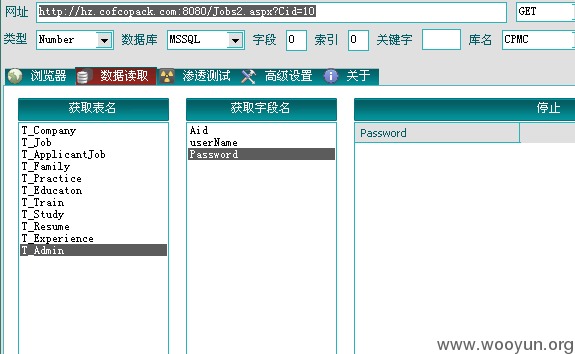 网址 http://hz.cofcopack.com:8080/Jobs2.aspx?Cid=10 GET
类型 Number 数据库 MSSQL 字段 0 索引 0 关键字 库名 CPMC
浏览器 数据读取 渗透测试 高级设置 关于
获取表名 获取字段名 停止
T_Company
T_Job
T_ApplicantJob
T_Family
T_Practice
T_Educaton
T_Train
T_Study
T_Resume
T_Experience
T_Admin
Aid
userName
Password
Password
www.wooyun.org